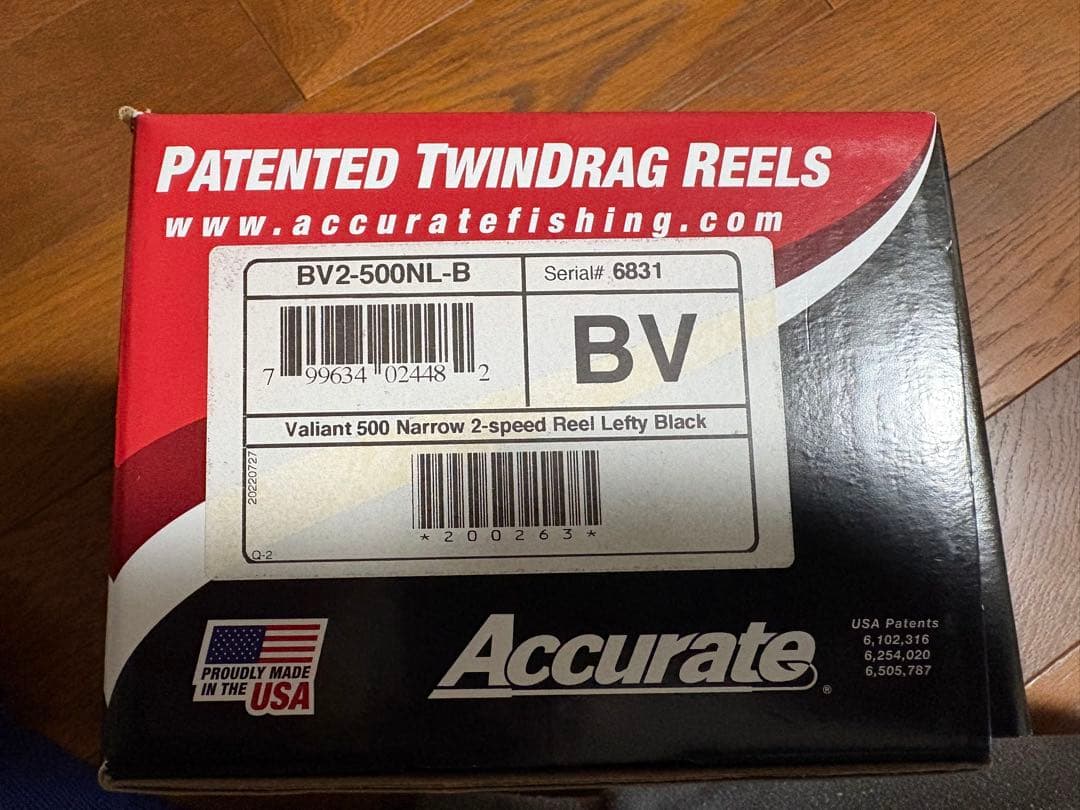 PATENTED TWINDRAG REELS
www.accuratefishing.com
BV2-500NL-B
Serial# 6831
7 99634 02448 2
BV
Valiant 500 Narrow 2-speed Reel Lefty Black
20220727
*200263*
Q-2
PROUDLY MADE
IN THE USA
Accurate®
USA Patents
6,102,316
6,254,020
6,505,787